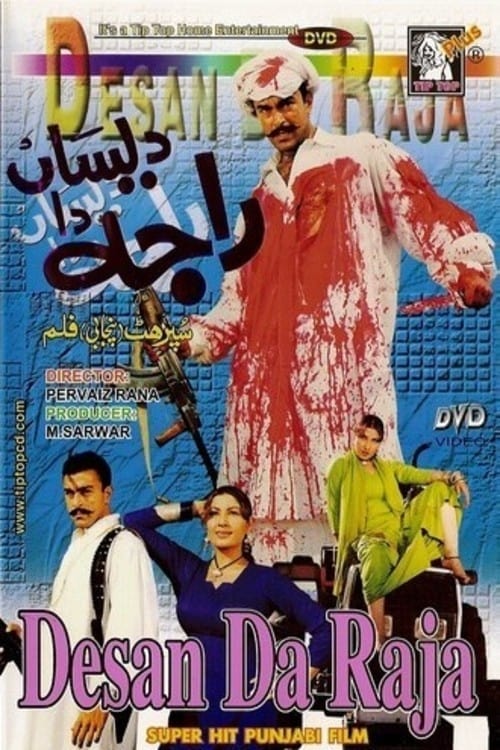 It's a Tip Top Home Entertainment DVD
Plus
TIP TOP ®
DESAN DA RAJA
دیساں
دا
راجہ
سُپرہٹ (پنجابی) فلم
DIRECTOR:
PERVAIZ RANA
PRODUCER:
M.SARWAR
DVD
VIDEO
www.tiptopcd.com
Desan Da Raja
SUPER HIT PUNJABI FILM